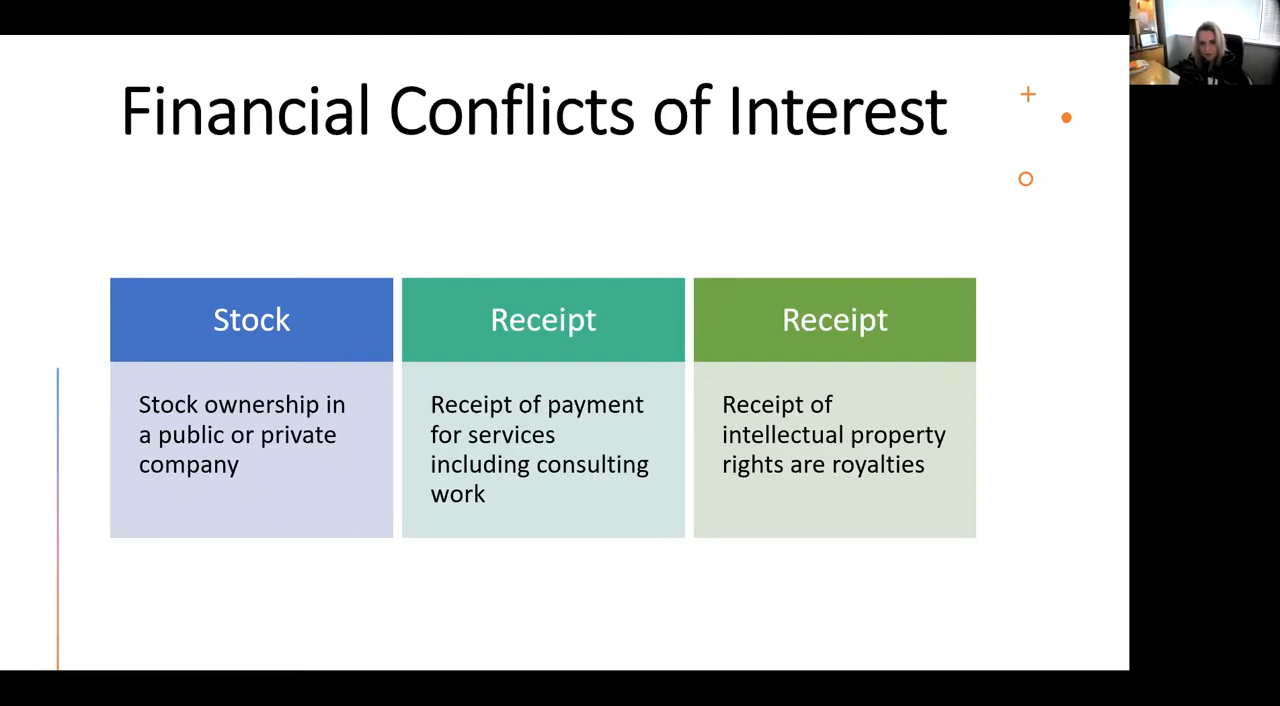 Financial Conflicts of Interest
Stock
Stock ownership in
a public or private
company
Receipt
Receipt of payment
for services
including consulting
work
Receipt
Receipt of
intellectual property
rights are royalties